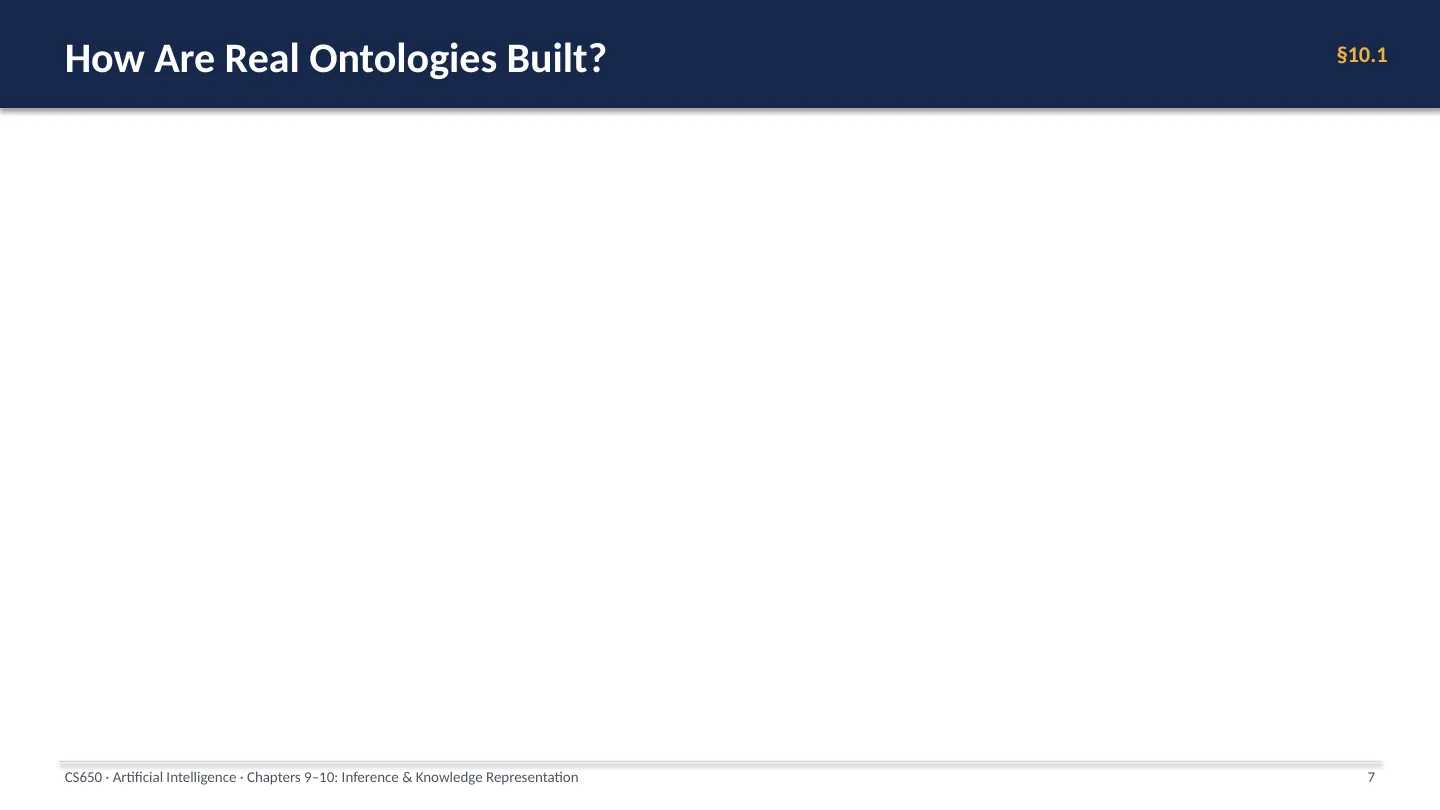 How Are Real Ontologies Built?
§10.1
CS650 · Artificial Intelligence · Chapters 9–10: Inference & Knowledge Representation
7